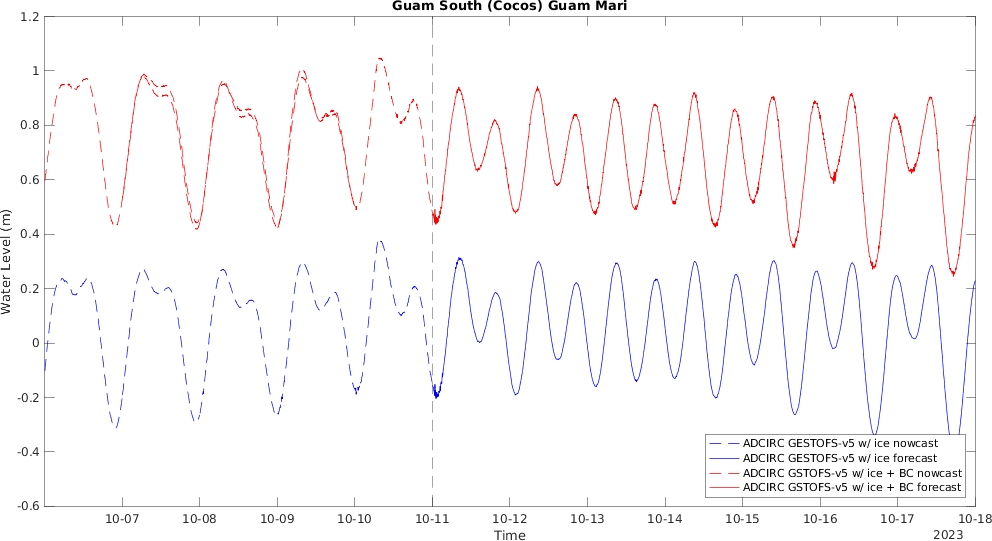 Guam South (Cocos) Guam Mari
1.2
1
0.8
0.6
0.4
0.2
0
-0.2
-0.4
-0.6
Water Level (m)
ADCIRC GESTOFS-v5 w/ ice nowcast
ADCIRC GESTOFS-v5 w/ ice forecast
ADCIRC GSTOFS-v5 w/ ice + BC nowcast
ADCIRC GSTOFS-v5 w/ ice + BC forecast
10-07 10-08 10-09 10-10 10-11 10-12 10-13 10-14 10-15 10-16 10-17 10-18
Time
2023